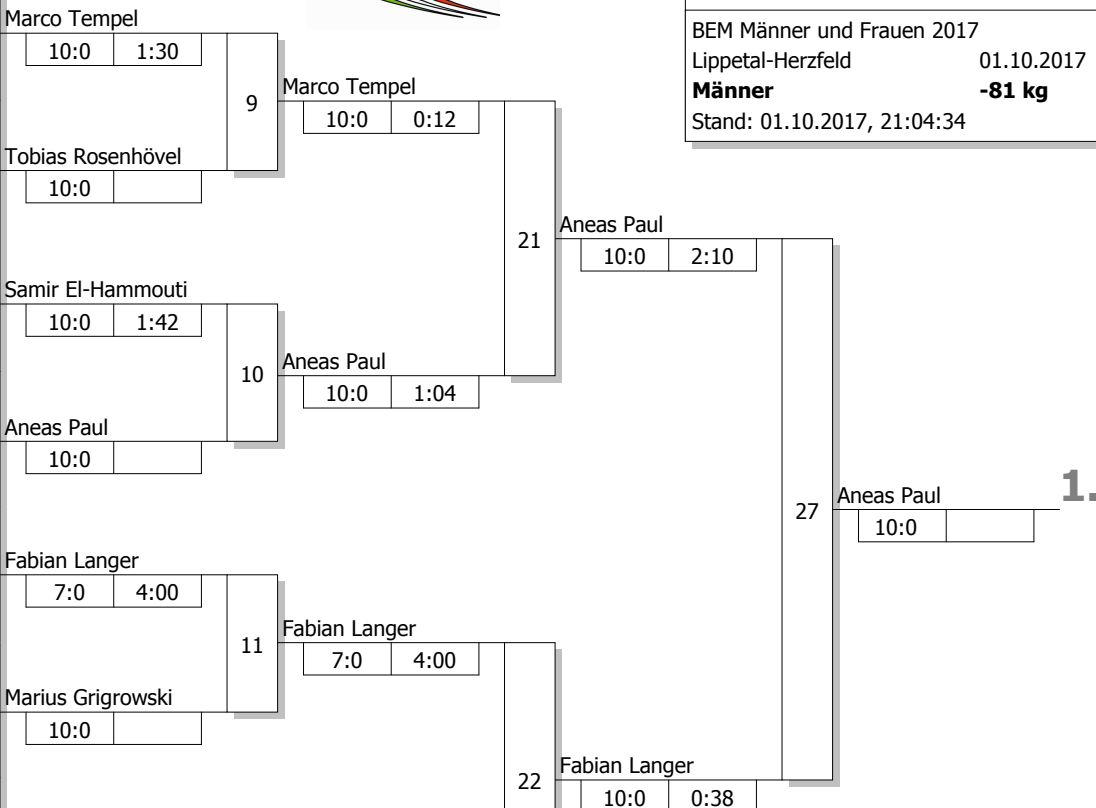 Marco Tempel
10:0 1:30
9
Tobias Rosenhövel
10:0
Marco Tempel
10:0 0:12
Samir El-Hammouti
10:0 1:42
10
Aneas Paul
10:0
Aneas Paul
10:0 1:04
21
Aneas Paul
10:0 2:10
Fabian Langer
7:0 4:00
11
Marius Grigrowski
10:0
Fabian Langer
7:0 4:00
22
Fabian Langer
10:0 0:38
27
Aneas Paul
10:0
1.
BEM Männer und Frauen 2017
Lippetal-Herzfeld 01.10.2017
Männer -81 kg
Stand: 01.10.2017, 21:04:34